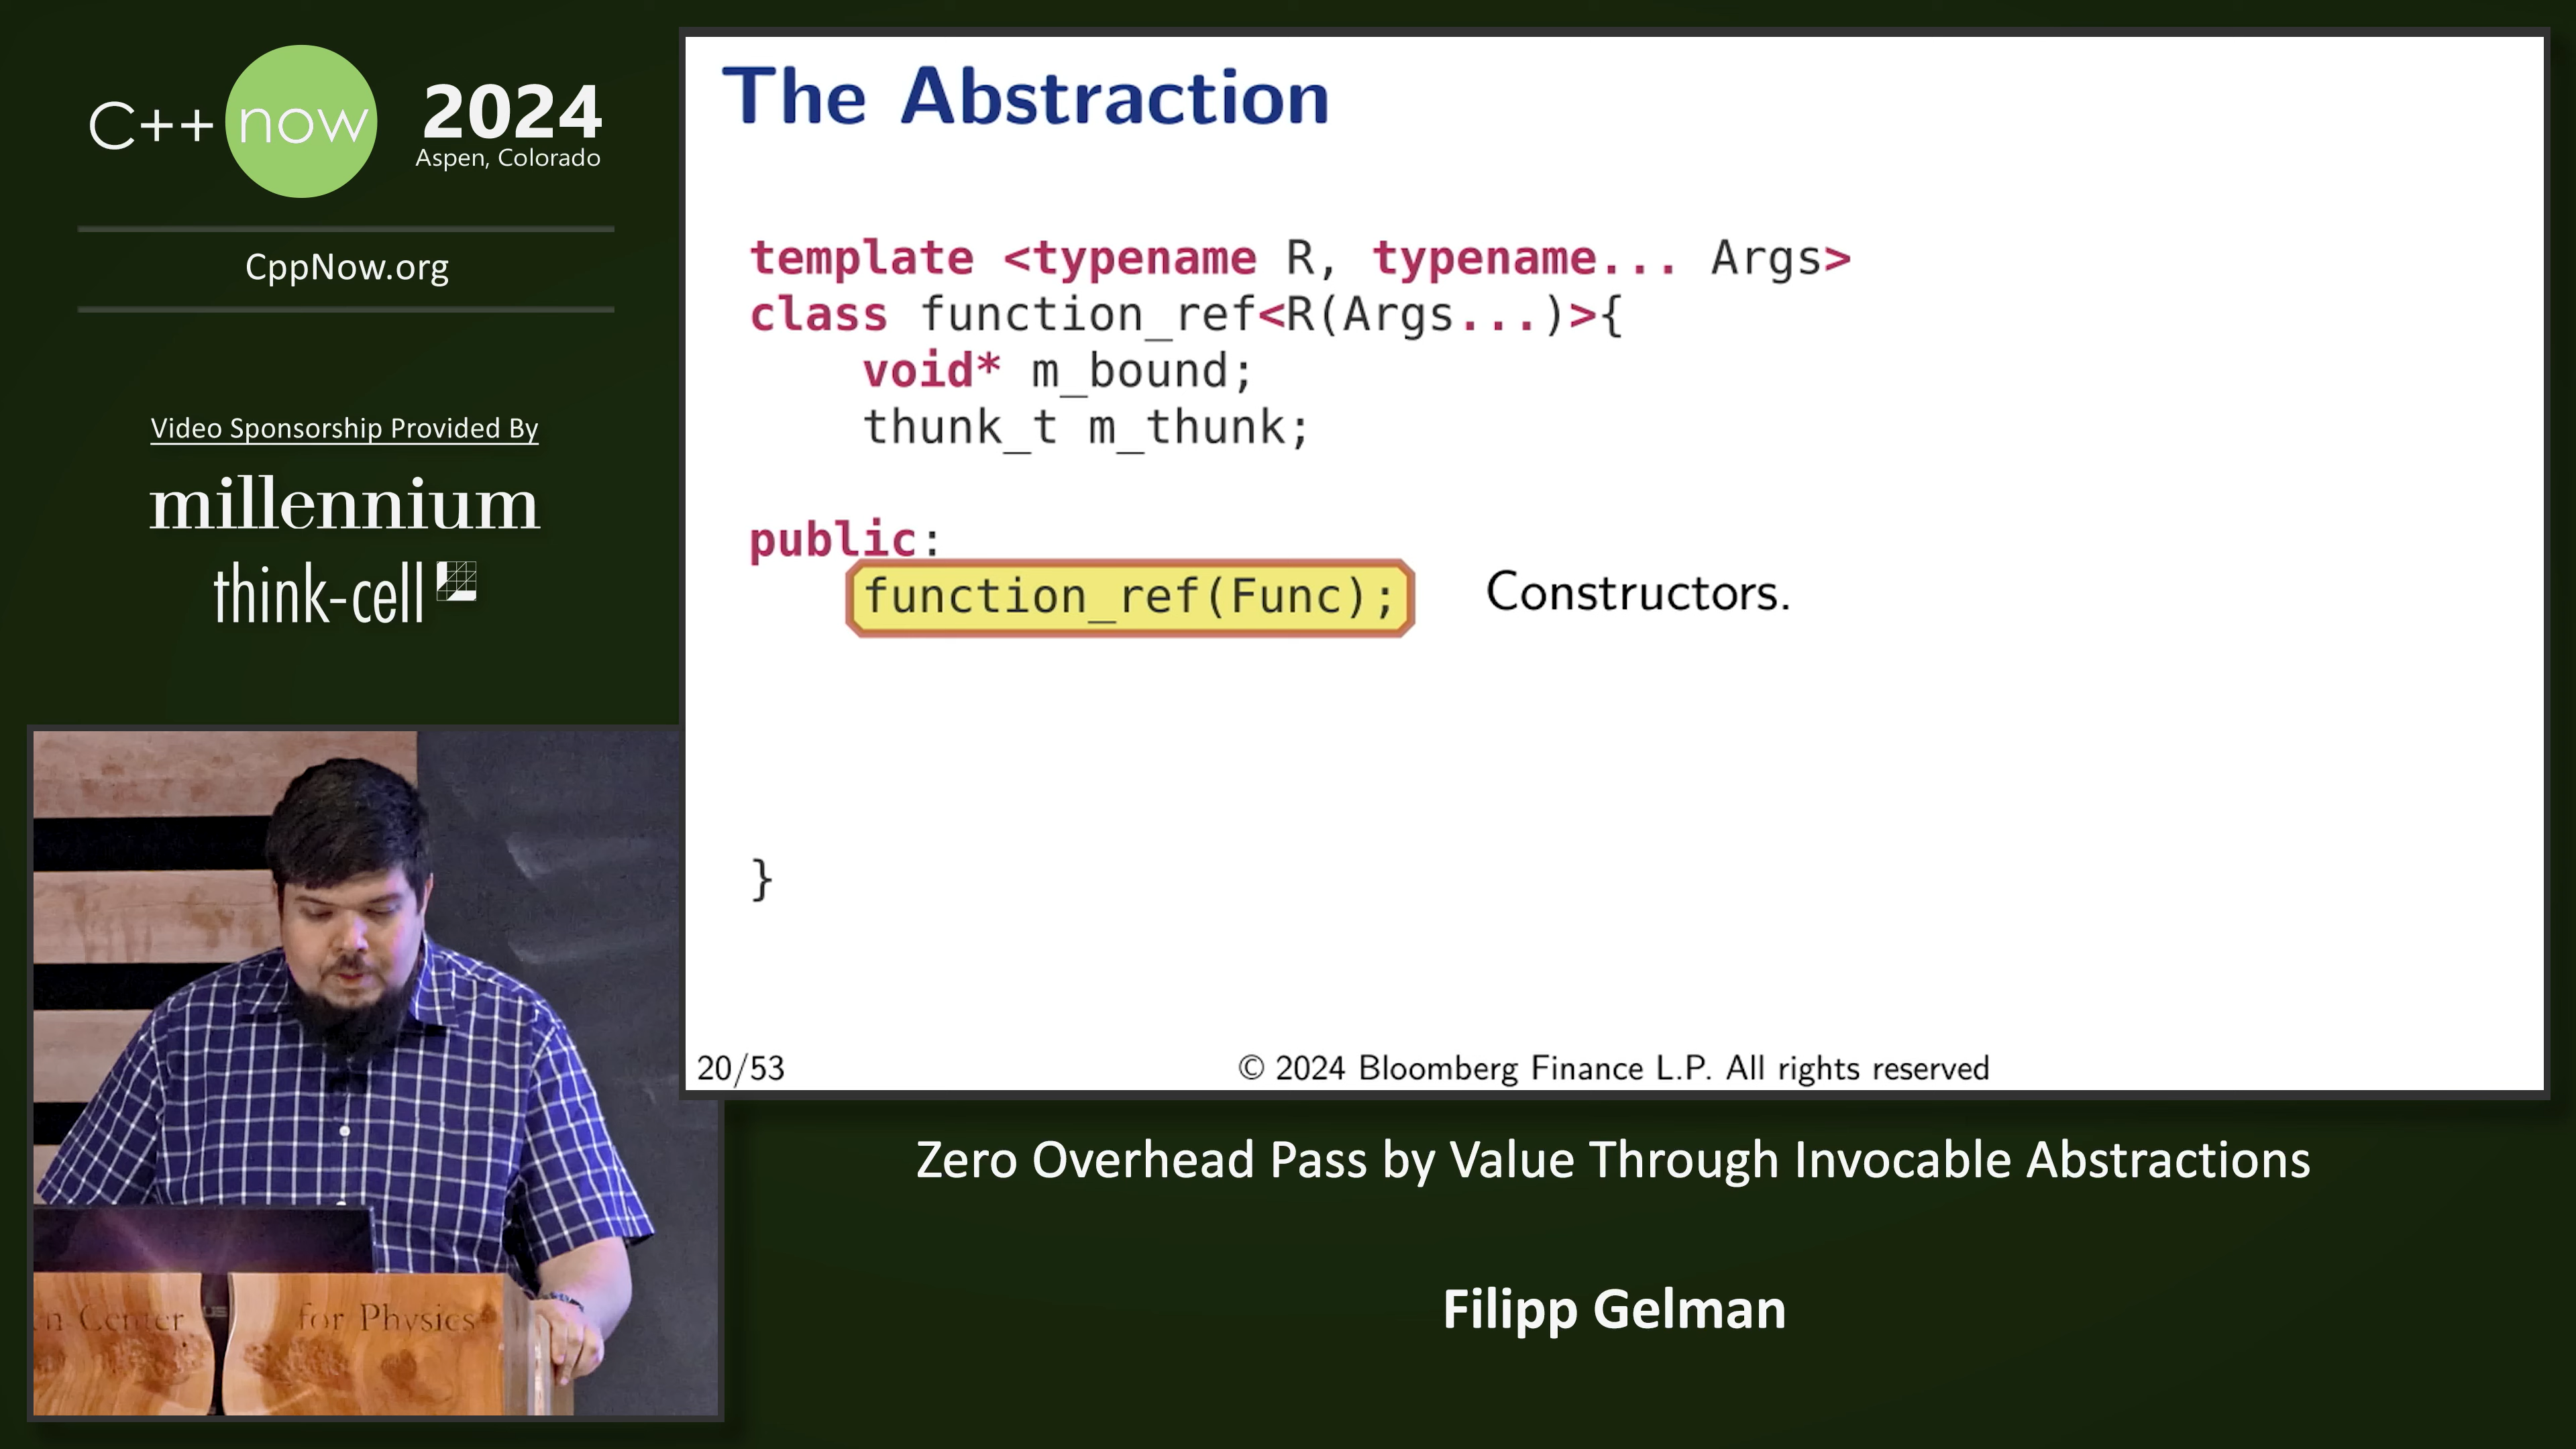 C++ now 2024
Aspen, Colorado
CppNow.org
Video Sponsorship Provided By
millennium
think-cell
The Abstraction
template <typename R, typename... Args>
class function_ref<R(Args...)>{
void* m_bound;
thunk_t m_thunk;
public:
function_ref(Func); Constructors.
}
20/53 © 2024 Bloomberg Finance L.P. All rights reserved
Zero Overhead Pass by Value Through Invocable Abstractions
Filipp Gelman
n Center for Physics